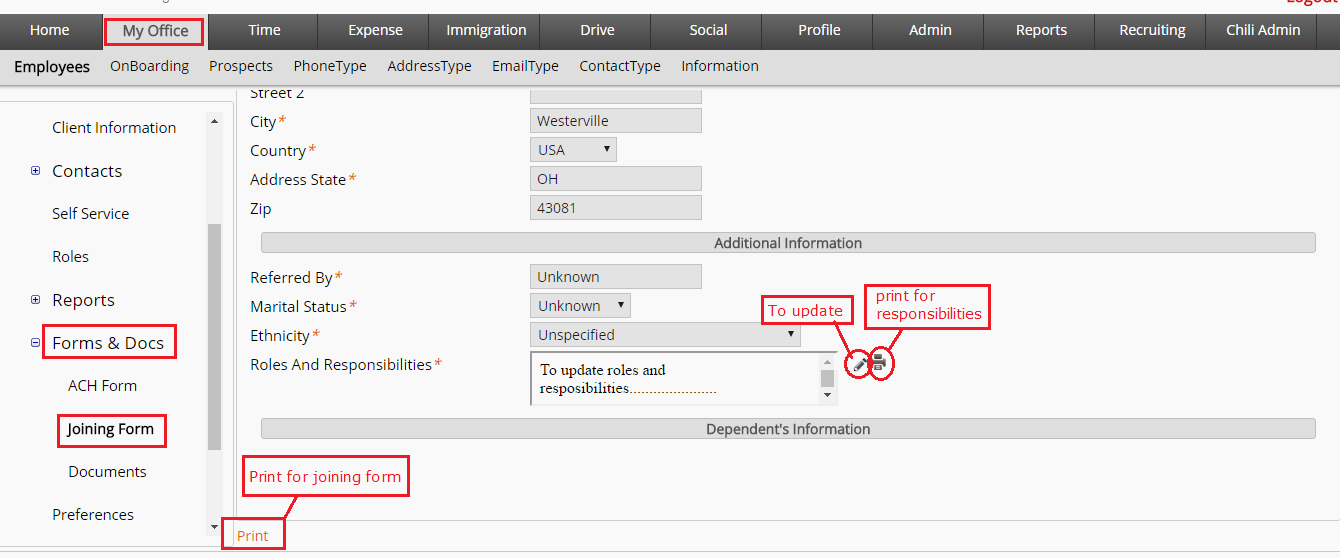 Logout
Home My Office Time Expense Immigration Drive Social Profile Admin Reports Recruiting Chili Admin
Employees OnBoarding Prospects PhoneType AddressType EmailType ContactType Information
Client Information
Contacts
Self Service
Roles
Reports
Forms & Docs
ACH Form
Joining Form
Documents
Preferences
Street 2
City* Westerville
Country* USA
Address State* OH
Zip 43081
Additional Information
Referred By* Unknown
Marital Status* Unknown
Ethnicity* Unspecified
Roles And Responsibilities*
To update roles and
resposibilities......................
To update
print for
responsibilities
Dependent's Information
Print for joining form
Print